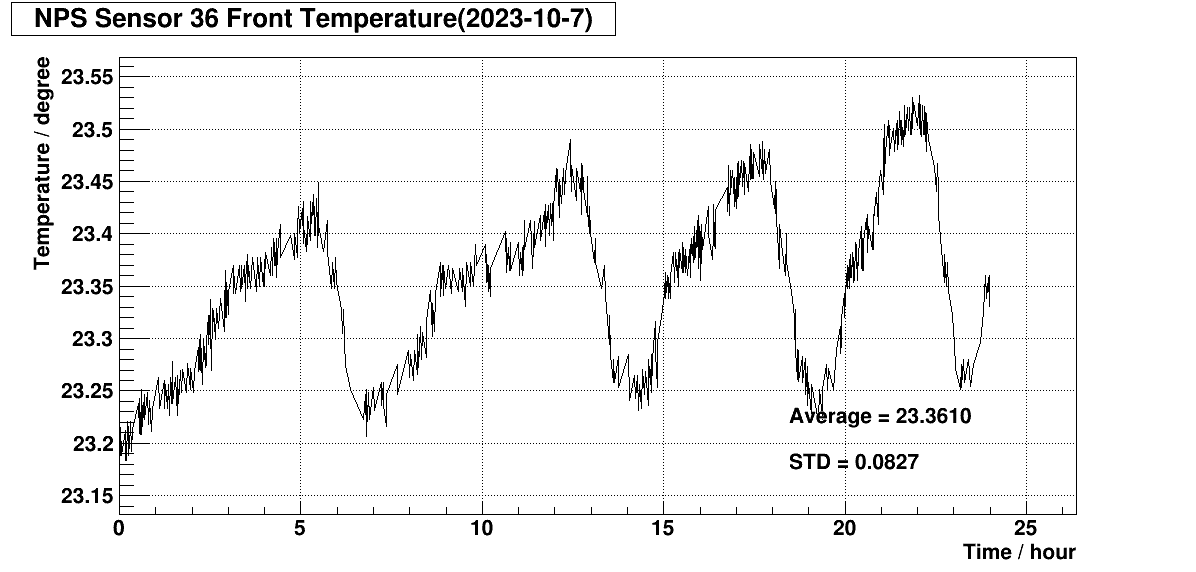 NPS Sensor 36 Front Temperature(2023-10-7)
Temperature / degree
23.55
23.5
23.45
23.4
23.35
23.3
23.25
23.2
23.15
Average = 23.3610
STD = 0.0827
0 5 10 15 20 25
Time / hour